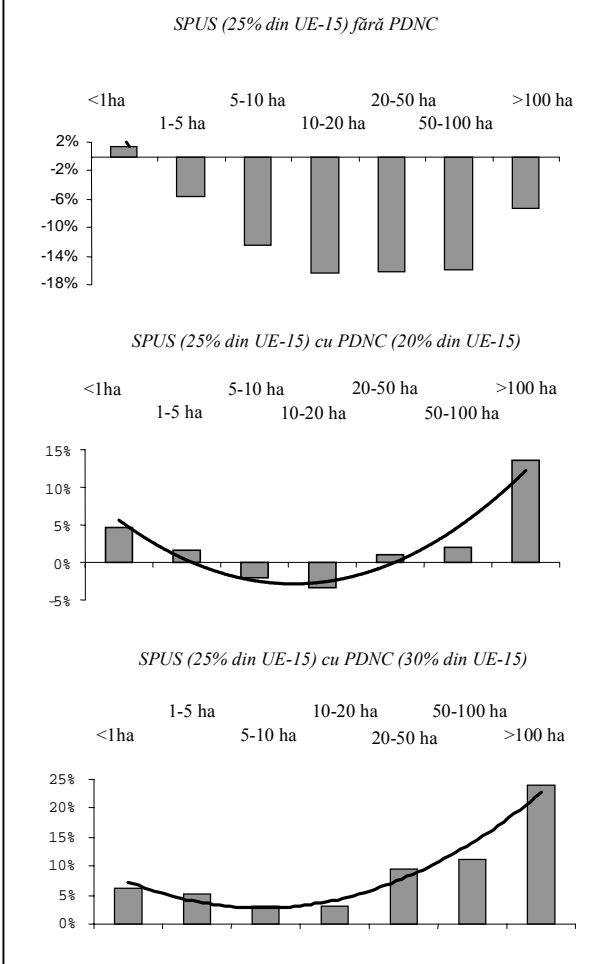 SPUS (25% din UE-15) fără PDNC
<1ha 5-10 ha 20-50 ha >100 ha
1-5 ha 10-20 ha 50-100 ha
2%
-2%
-6%
-10%
-14%
-18%
SPUS (25% din UE-15) cu PDNC (20% din UE-15)
<1ha 5-10 ha 20-50 ha >100 ha
1-5 ha 10-20 ha 50-100 ha
15%
10%
5%
0%
-5%
SPUS (25% din UE-15) cu PDNC (30% din UE-15)
1-5 ha 10-20 ha 50-100 ha
<1ha 5-10 ha 20-50 ha >100 ha
25%
20%
15%
10%
5%
0%